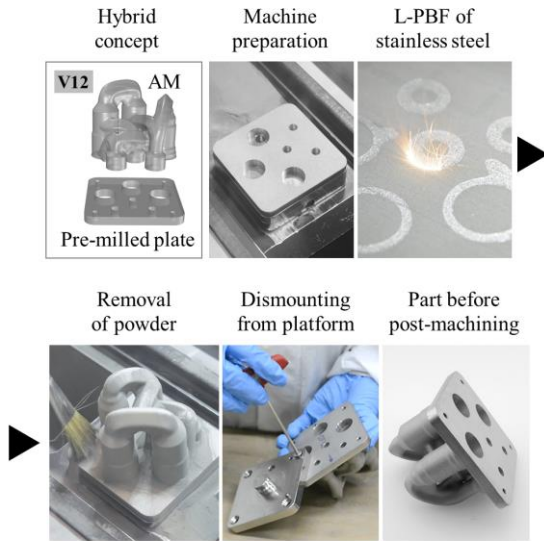 Hybrid
concept
Machine
preparation
L-PBF of
stainless steel
V12
AM
Pre-milled plate
Removal
of powder
Dismounting
from platform
Part before
post-machining